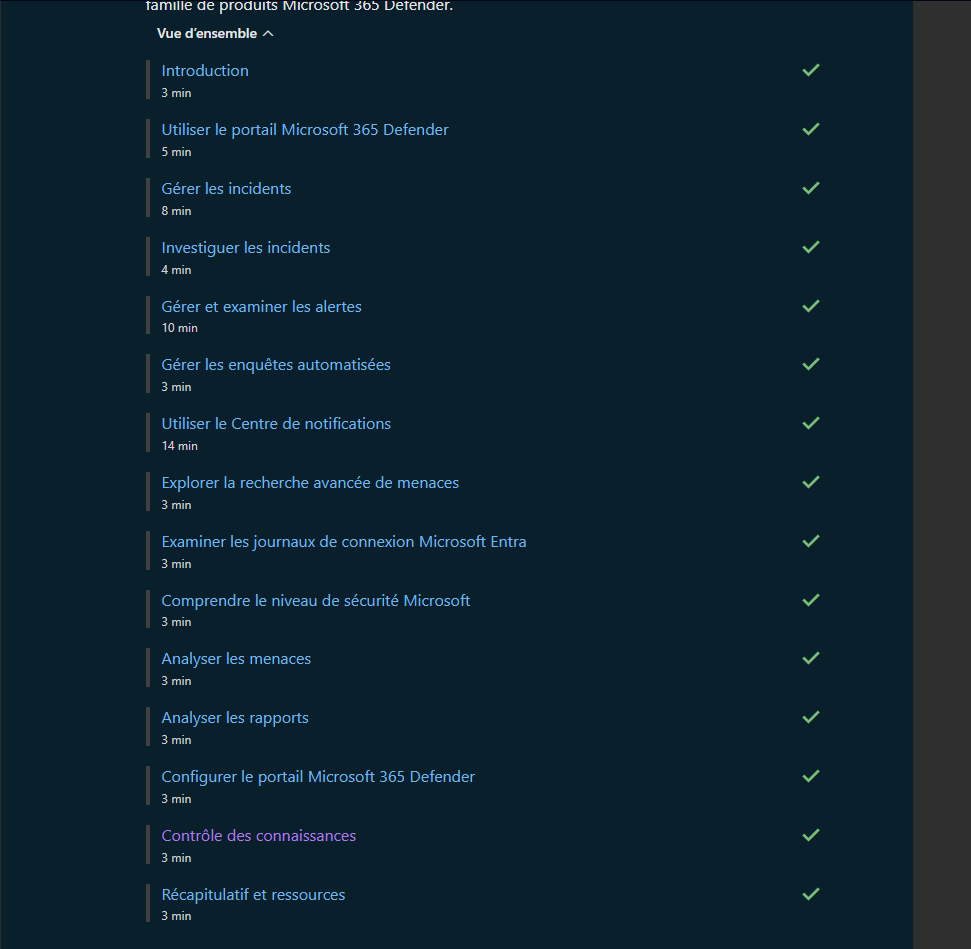 famille de produits Microsoft 365 Defender.
Vue d’ensemble
Introduction
3 min
Utiliser le portail Microsoft 365 Defender
5 min
Gérer les incidents
8 min
Investiguer les incidents
4 min
Gérer et examiner les alertes
10 min
Gérer les enquêtes automatisées
3 min
Utiliser le Centre de notifications
14 min
Explorer la recherche avancée de menaces
3 min
Examiner les journaux de connexion Microsoft Entra
3 min
Comprendre le niveau de sécurité Microsoft
3 min
Analyser les menaces
3 min
Analyser les rapports
3 min
Configurer le portail Microsoft 365 Defender
3 min
Contrôle des connaissances
3 min
Récapitulatif et ressources
3 min